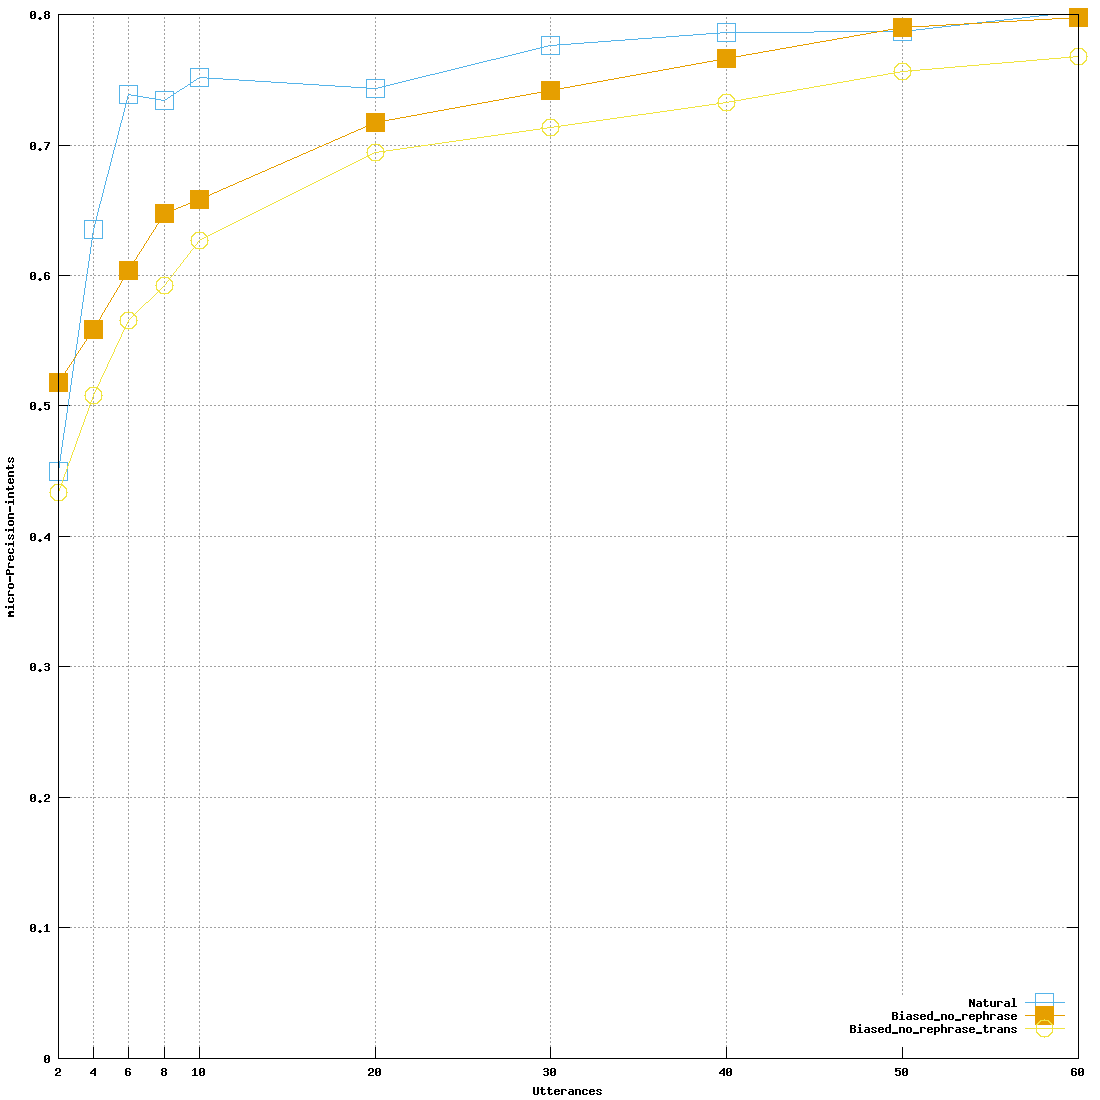 0.8
0.7
0.6
0.5
0.4
0.3
0.2
0.1
0
micro-Precision-intents
Natural
Biased_no_rephrase
Biased_no_rephrase_trans
2 4 6 8 10 20 30 40 50 60
Utterances